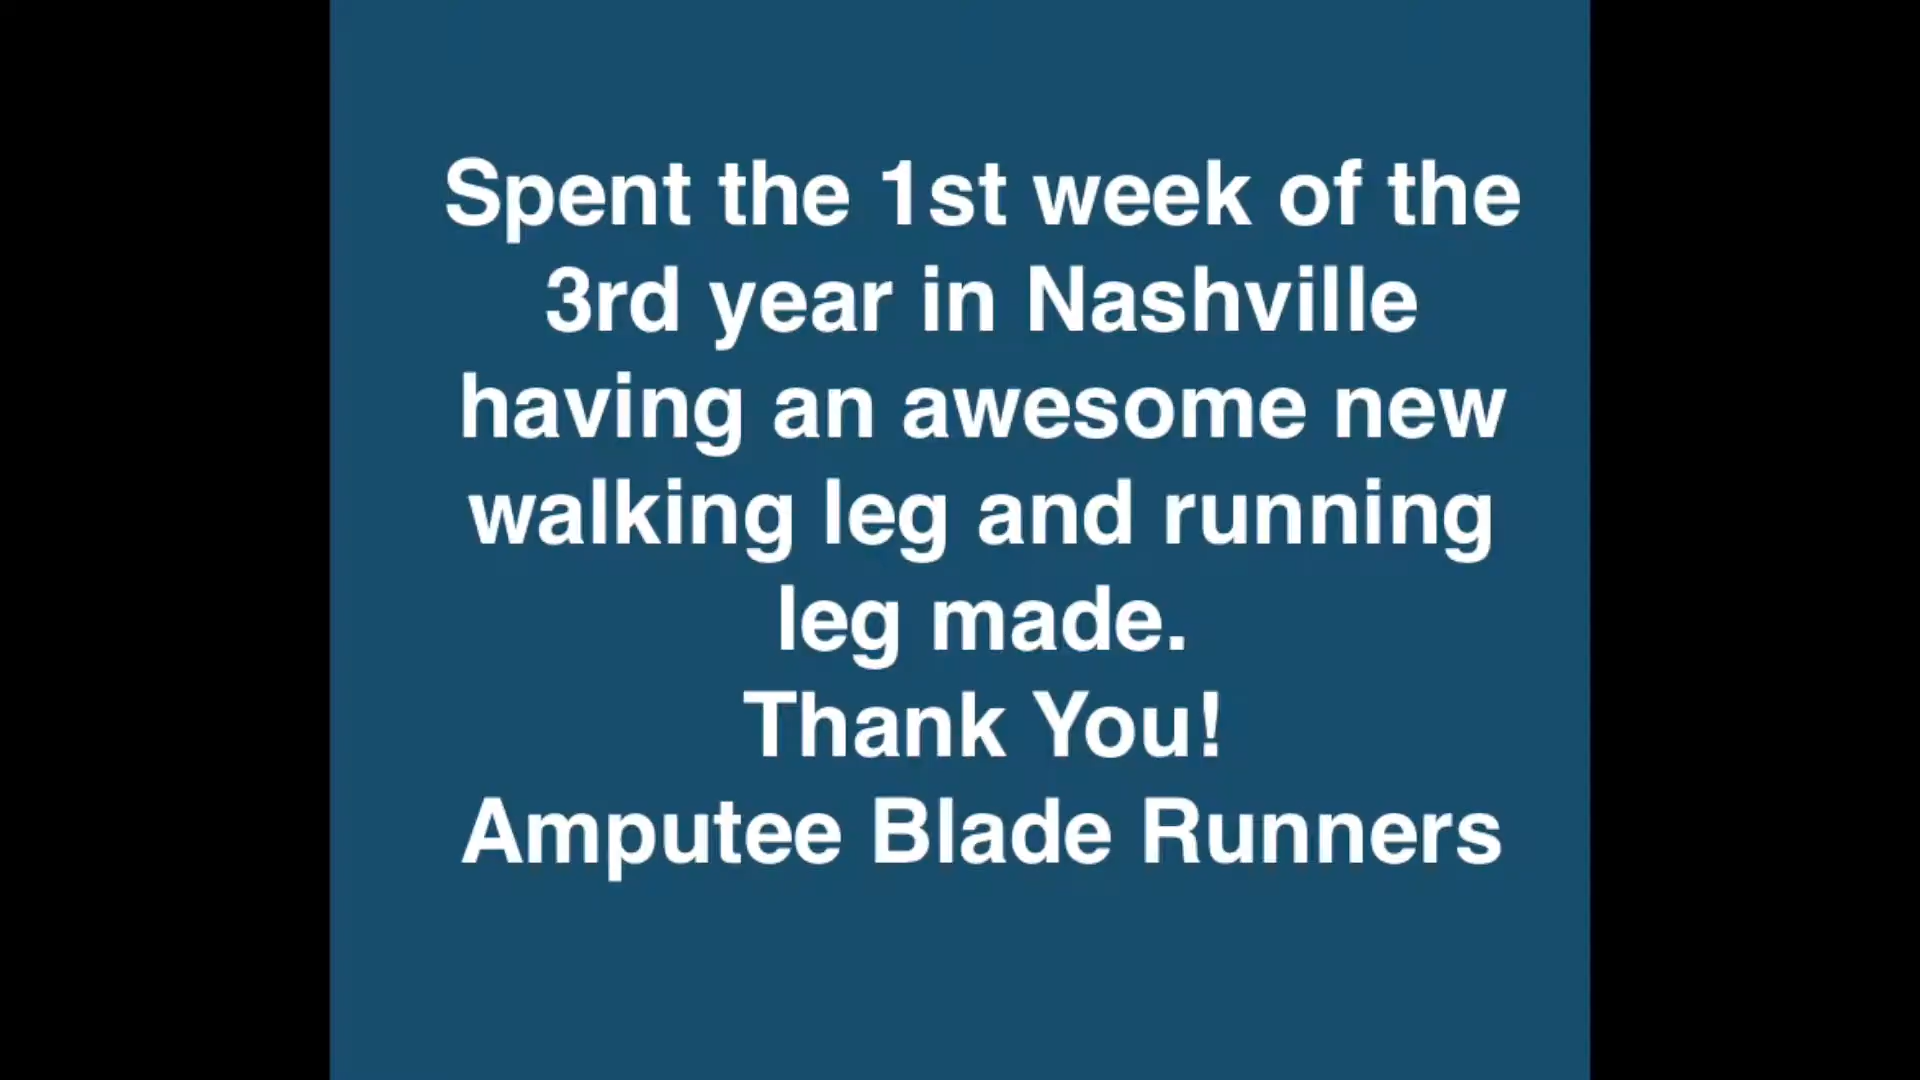 Spent the 1st week of the
3rd year in Nashville
having an awesome new
walking leg and running
leg made.
Thank You!
Amputee Blade Runners